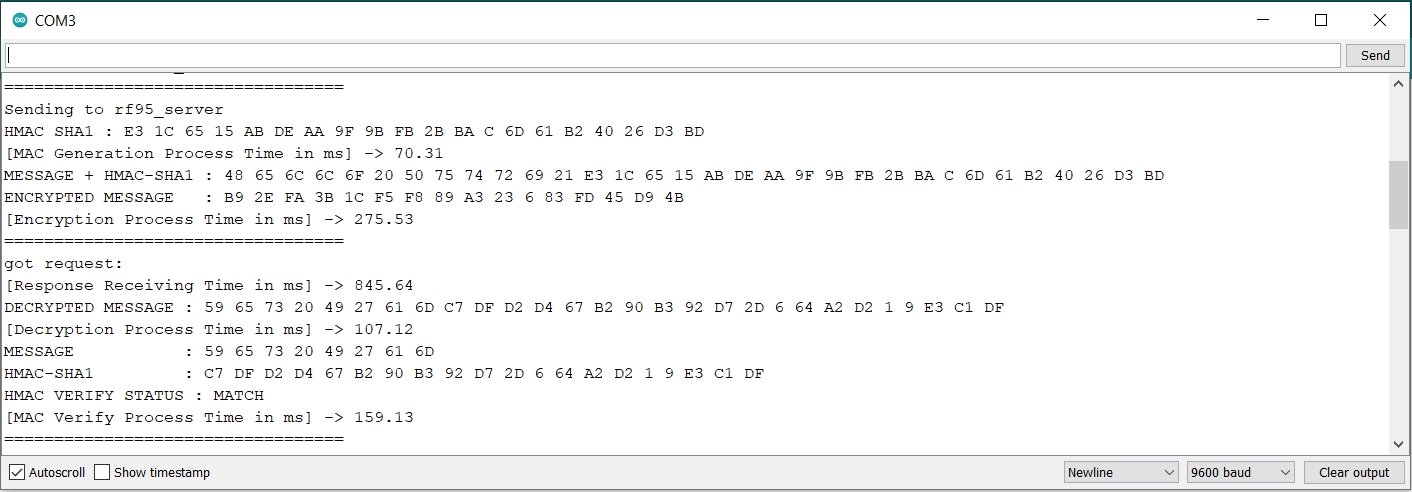 COM3
Send
==================================
Sending to rf95_server
HMAC SHA1 : E3 1C 65 15 AB DE AA 9F 9B FB 2B BA C 6D 61 B2 40 26 D3 BD
[MAC Generation Process Time in ms] -> 70.31
MESSAGE + HMAC-SHA1 : 48 65 6C 6C 6F 20 50 75 74 72 69 21 E3 1C 65 15 AB DE AA 9F 9B FB 2B BA C 6D 61 B2 40 26 D3 BD
ENCRYPTED MESSAGE   : B9 2E FA 3B 1C F5 F8 89 A3 23 6 83 FD 45 D9 4B
[Encryption Process Time in ms] -> 275.53
==================================
got request:
[Response Receiving Time in ms] -> 845.64
DECRYPTED MESSAGE : 59 65 73 20 49 27 61 6D C7 DF D2 D4 67 B2 90 B3 92 D7 2D 6 64 A2 D2 1 9 E3 C1 DF
[Decryption Process Time in ms] -> 107.12
MESSAGE           : 59 65 73 20 49 27 61 6D
HMAC-SHA1         : C7 DF D2 D4 67 B2 90 B3 92 D7 2D 6 64 A2 D2 1 9 E3 C1 DF
HMAC VERIFY STATUS : MATCH
[MAC Verify Process Time in ms] -> 159.13
==================================
Autoscroll Show timestamp Newline 9600 baud Clear output